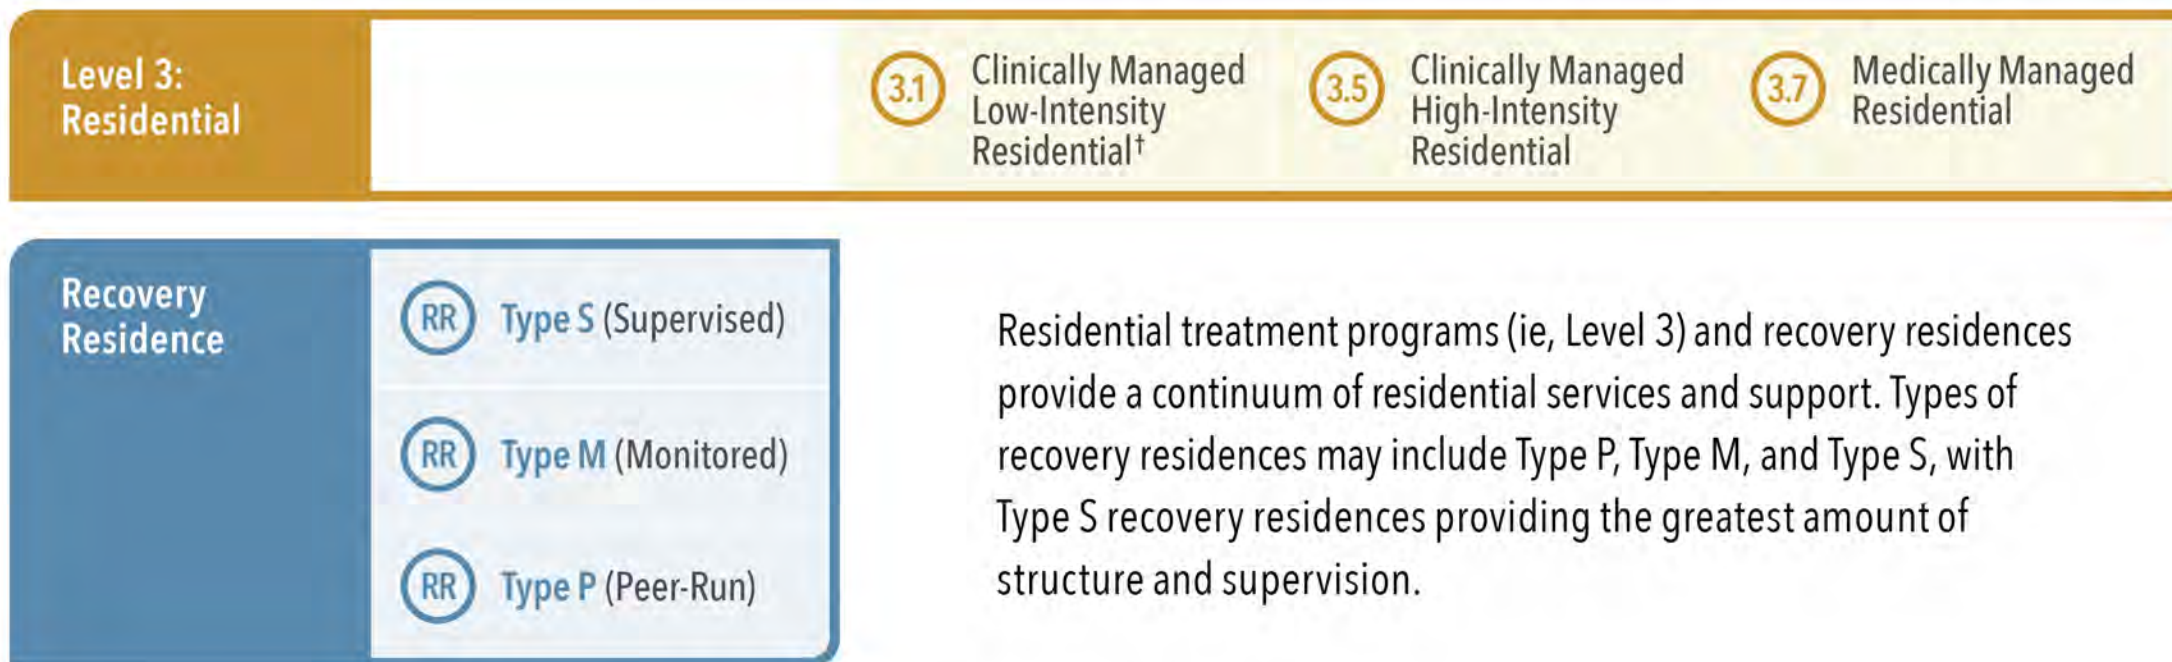 Level 3:
Residential
3.1
Clinically Managed
Low-Intensity
Residential†
3.5
Clinically Managed
High-Intensity
Residential
3.7
Medically Managed
Residential
Recovery
Residence
RR Type S (Supervised)
RR Type M (Monitored)
RR Type P (Peer-Run)
Residential treatment programs (ie, Level 3) and recovery residences
provide a continuum of residential services and support. Types of
recovery residences may include Type P, Type M, and Type S, with
Type S recovery residences providing the greatest amount of
structure and supervision.